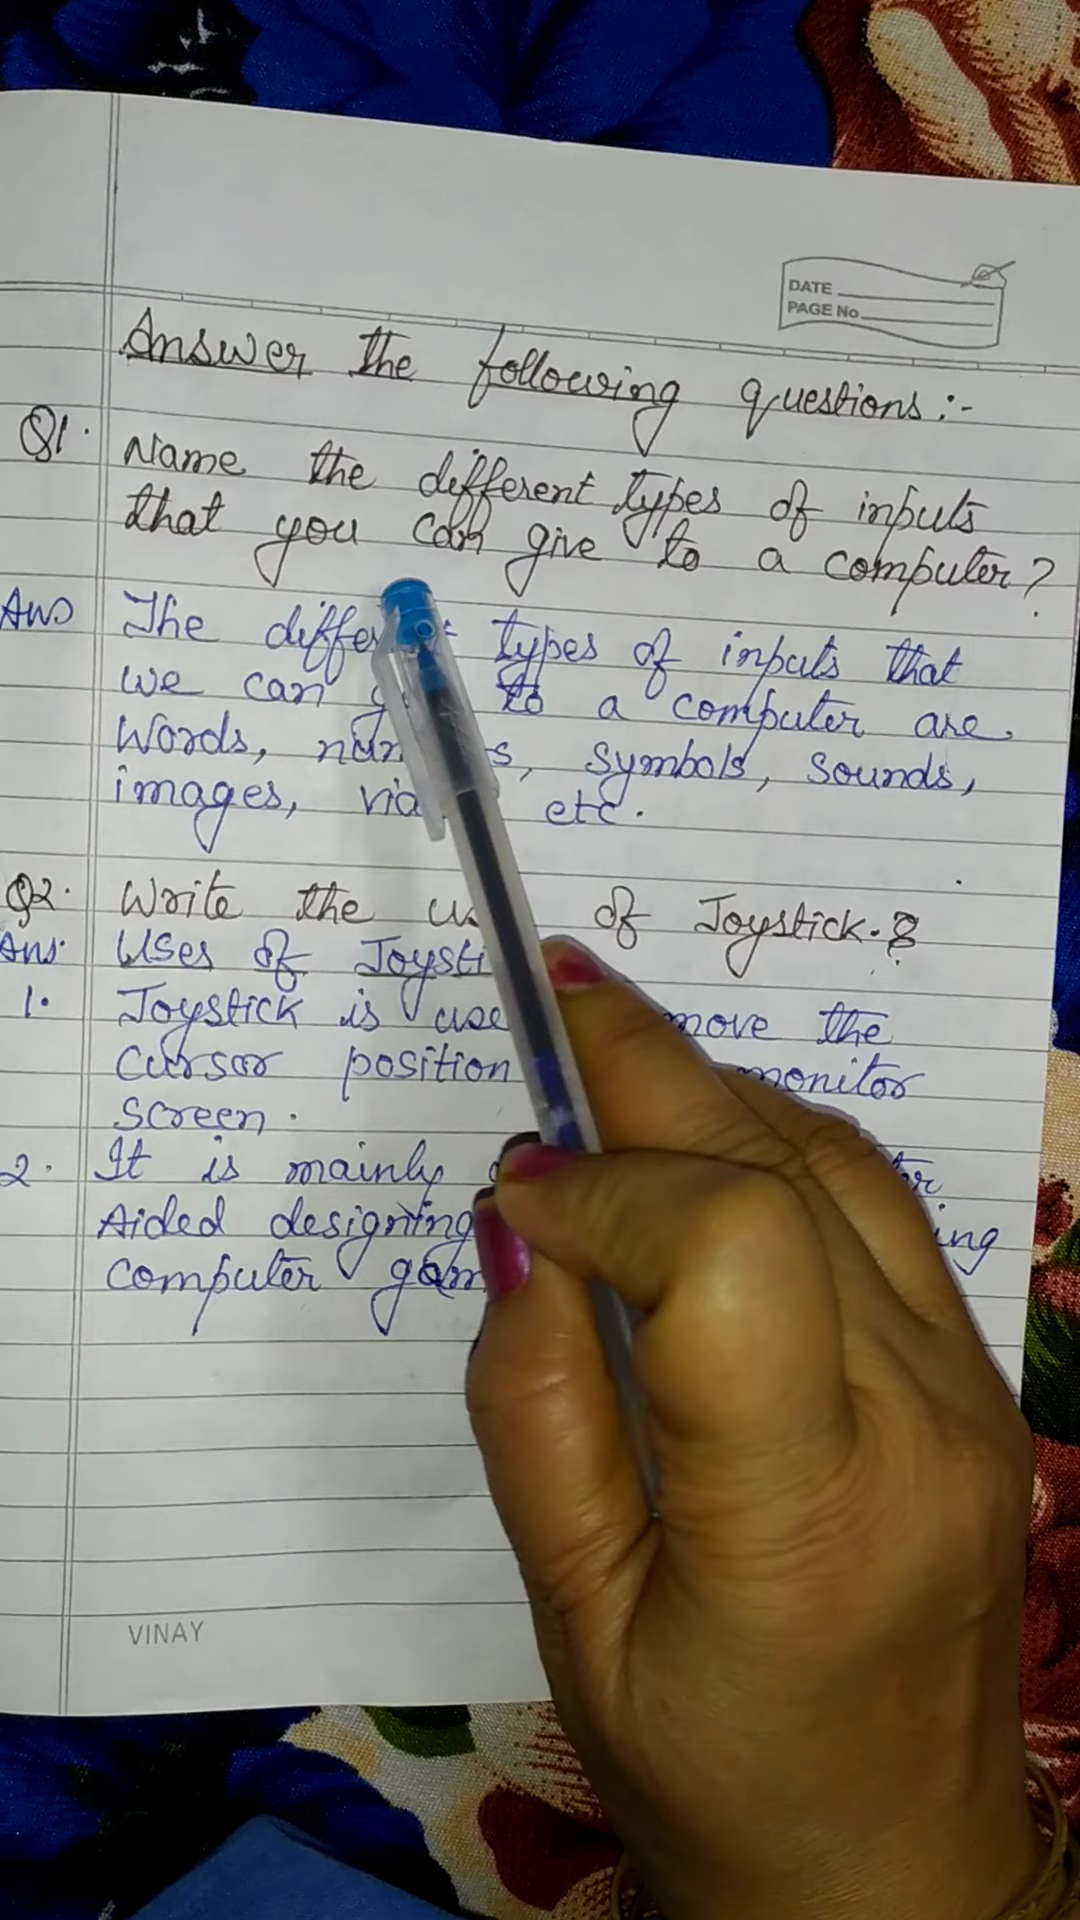 DATE
PAGE No
Answer the following questions:-
Q1. Name the different types of inputs
that you can give to a computer?
Ans The types of inputs that
we can to a computer are
Words, symbols, sounds,
images, etc.
Q2. Write the of Joystick.?
Ans. Uses of
1. Joystick is move the
cursor position monitor
screen.
2. It is mainly
Aided designing
computer
VINAY